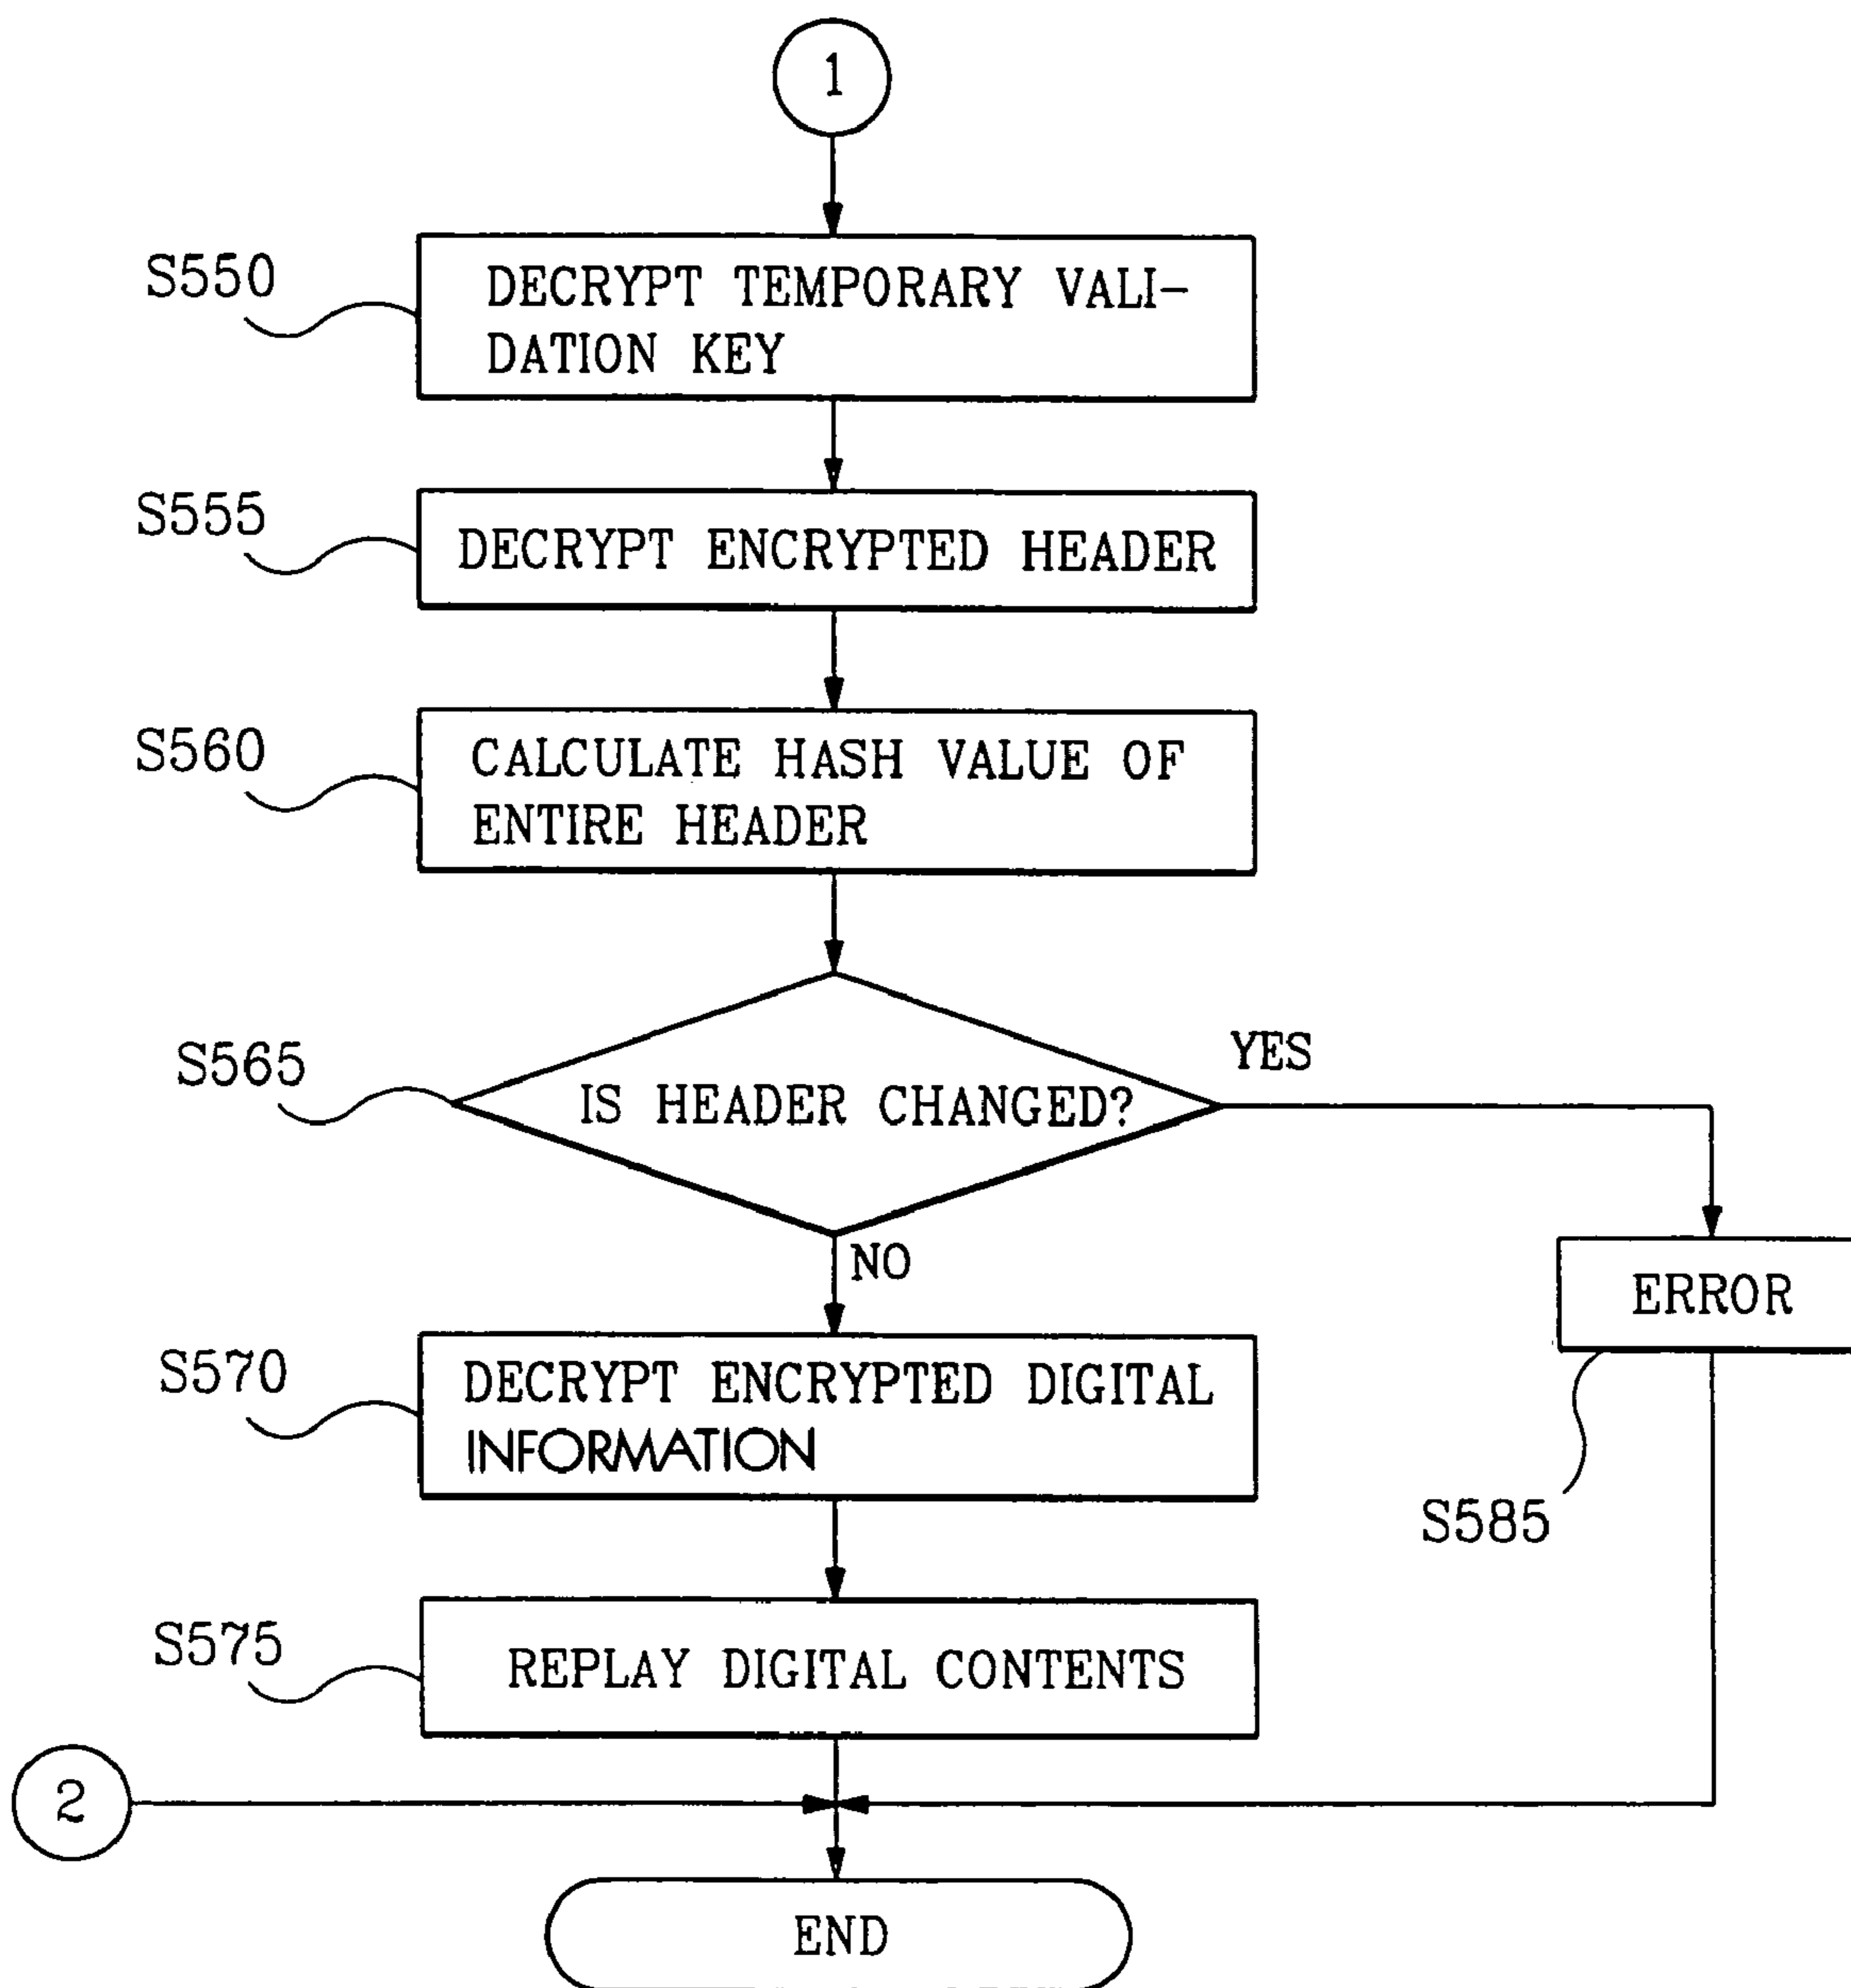 1
S550
DECRYPT TEMPORARY VALI-
DATION KEY
S555
DECRYPT ENCRYPTED HEADER
S560
CALCULATE HASH VALUE OF
ENTIRE HEADER
S565
IS HEADER CHANGED?
YES
NO
ERROR
S570
DECRYPT ENCRYPTED DIGITAL
INFORMATION
S585
S575
REPLAY DIGITAL CONTENTS
2
END